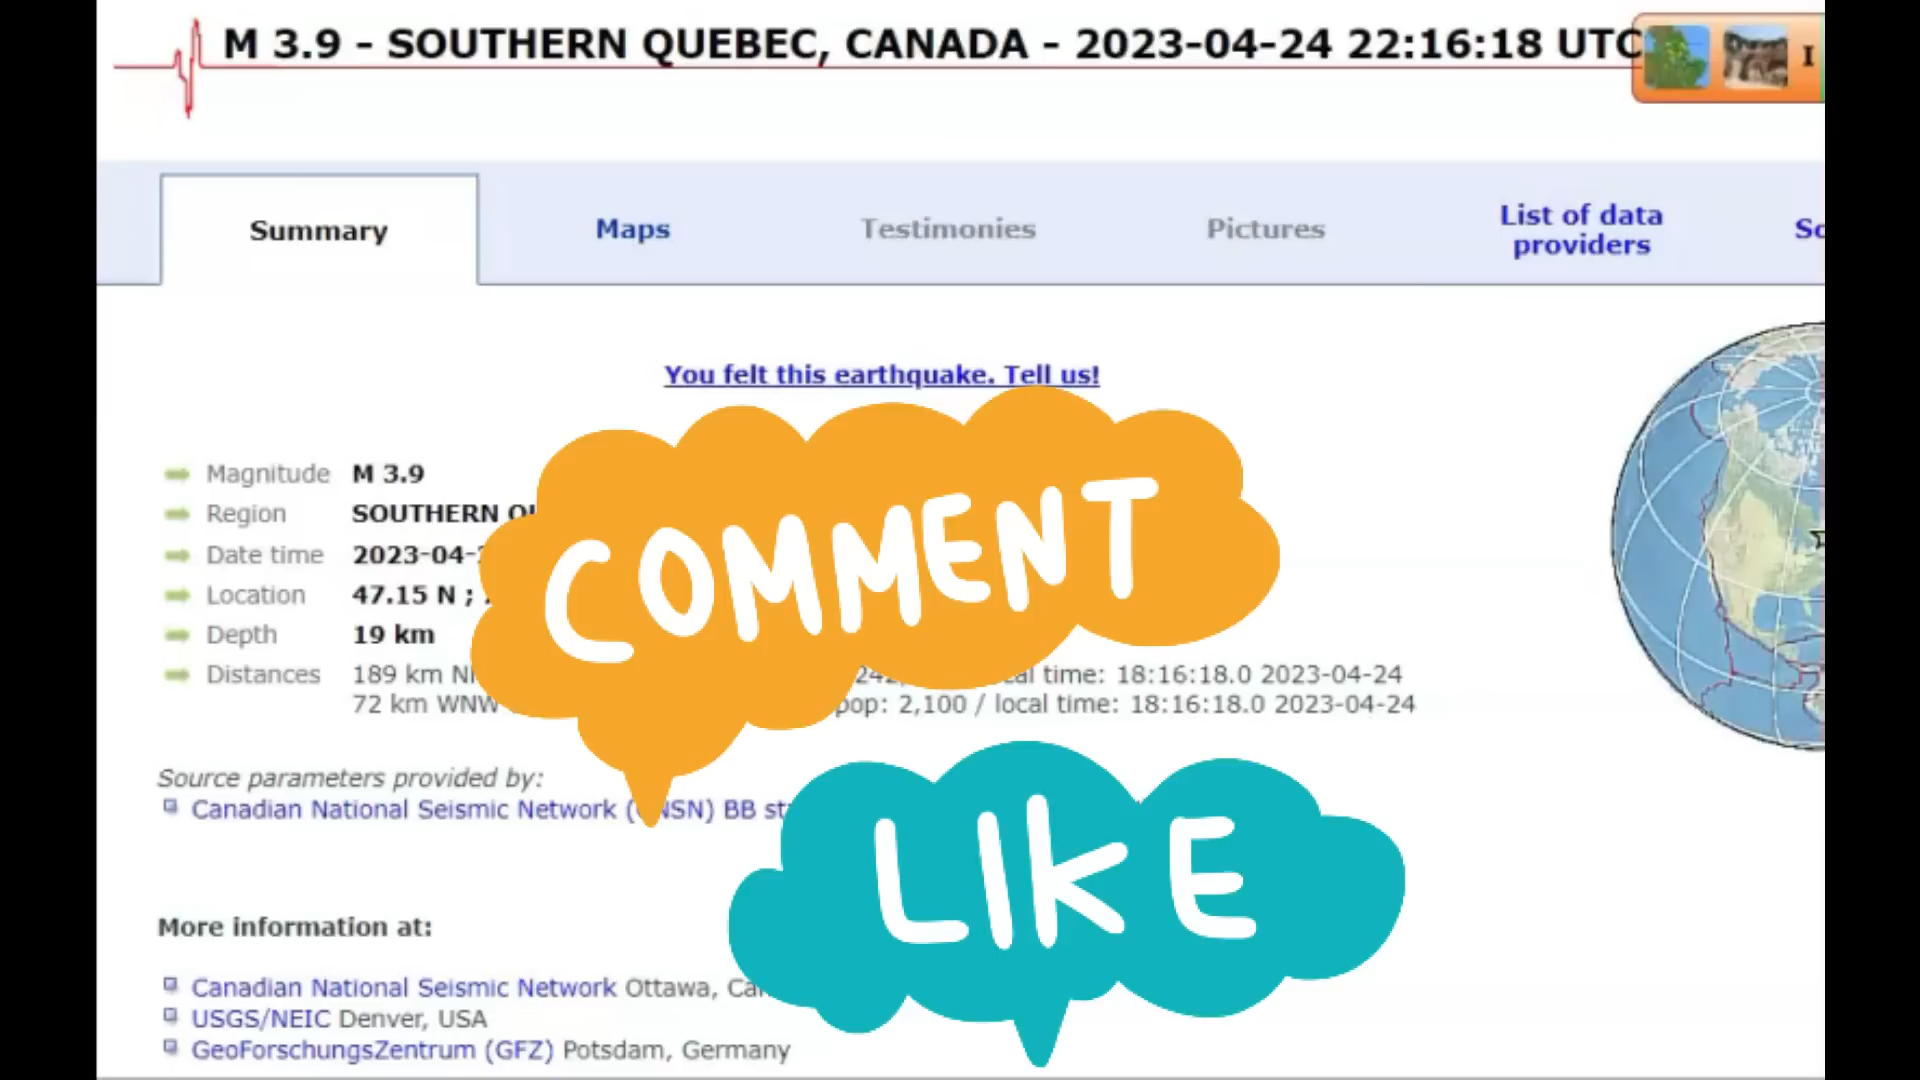 M 3.9 - SOUTHERN QUEBEC, CANADA - 2023-04-24 22:16:18 UTC
I
Summary
Maps
Testimonies
Pictures
List of data
providers
You felt this earthquake. Tell us!
Magnitude M 3.9
Region SOUTHERN
Date time 2023-04-
Location 47.15 N ;
Depth 19 km
Distances 189 km local time: 18:16:18.0 2023-04-24
72 km WNW pop: 2,100 / local time: 18:16:18.0 2023-04-24
COMMENT
Source parameters provided by:
Canadian National Seismic Network BB
LIKE
More information at:
Canadian National Seismic Network Ottawa,
USGS/NEIC Denver, USA
GeoForschungsZentrum (GFZ) Potsdam, Germany